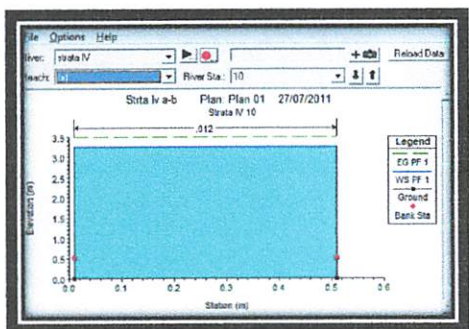 File Options Help
River: strata IV Reload Data
Reach: River Sta.: 10
Strta Iv a-b Plan: Plan 01 27/07/2011
Strata IV 10
.012
Legend
EG PF 1
WS PF 1
Ground
Bank Sta
Elevation (m)
3.5
3.0
2.5
2.0
1.5
1.0
0.5
0.0
0.0 0.1 0.2 0.3 0.4 0.5 0.6
Station (m)